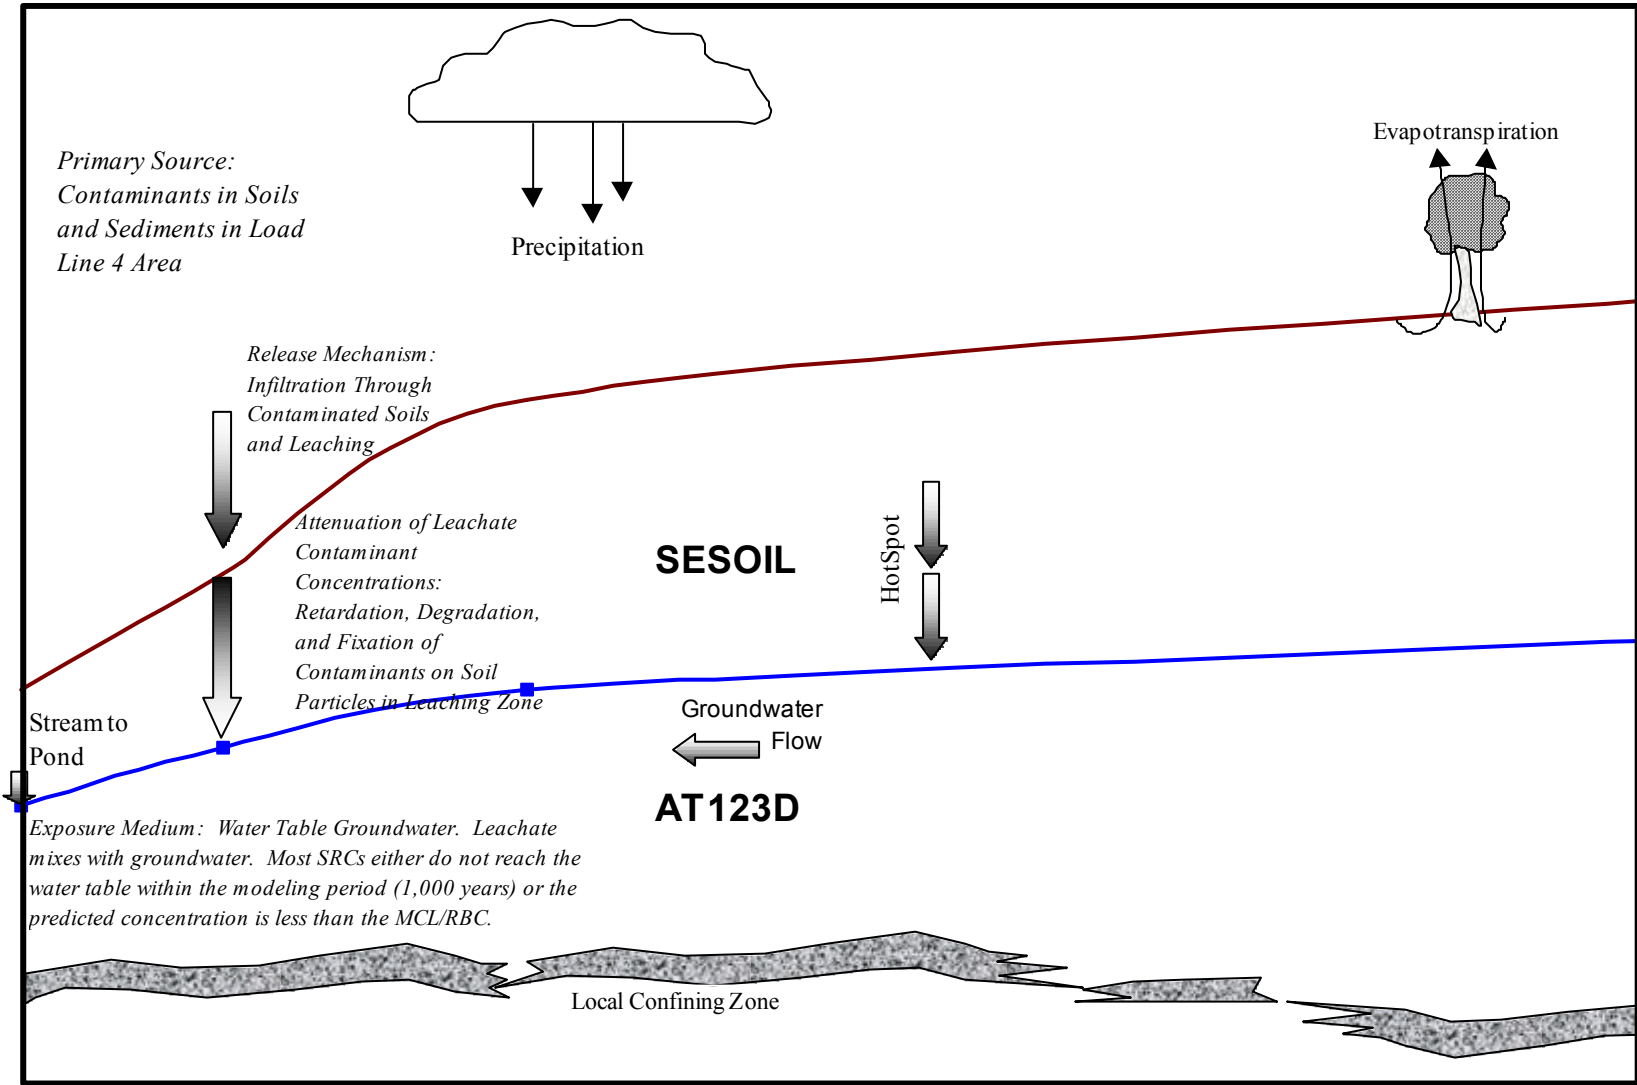 Evapotranspiration
Primary Source:
Contaminants in Soils
and Sediments in Load
Line 4 Area
Precipitation
Release Mechanism:
Infiltration Through
Contaminated Soils
and Leaching
Attenuation of Leachate
Contaminant
Concentrations:
Retardation, Degradation,
and Fixation of
Contaminants on Soil
Particles in Leaching Zone
SESOIL
HotSpot
Stream to
Pond
Groundwater
Flow
AT123D
Exposure Medium: Water Table Groundwater. Leachate
mixes with groundwater. Most SRCs either do not reach the
water table within the modeling period (1,000 years) or the
predicted concentration is less than the MCL/RBC.
Local Confining Zone